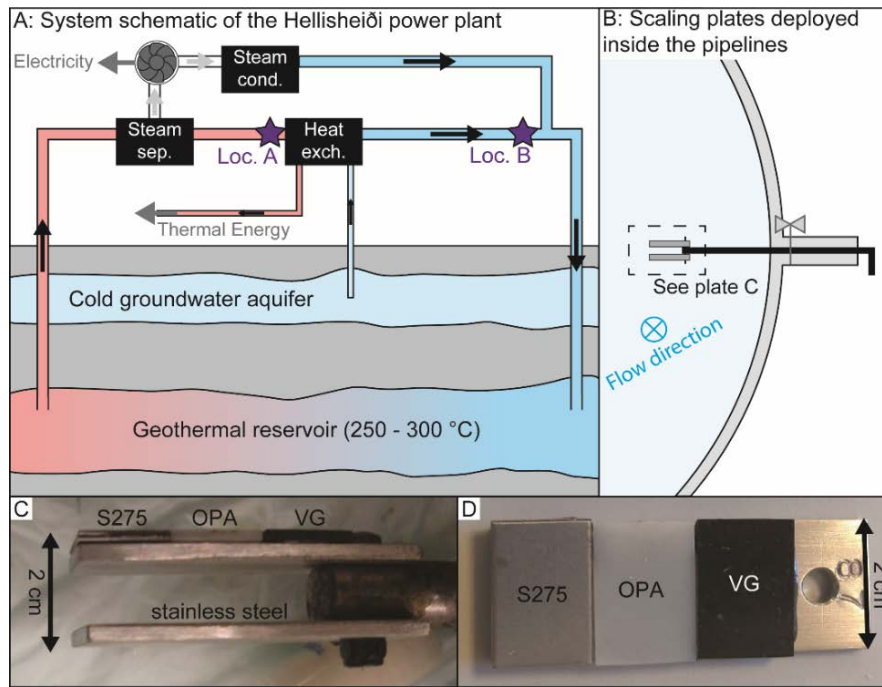 A: System schematic of the Hellisheiði power plant
Electricity
Steam
cond.
Steam
sep.
Loc. A
Heat
exch.
Loc. B
Thermal Energy
Cold groundwater aquifer
Geothermal reservoir (250 - 300 °C)
B: Scaling plates deployed
inside the pipelines
See plate C
Flow direction
C
S275 OPA VG
2 cm
stainless steel
D
S275 OPA VG
2 cm